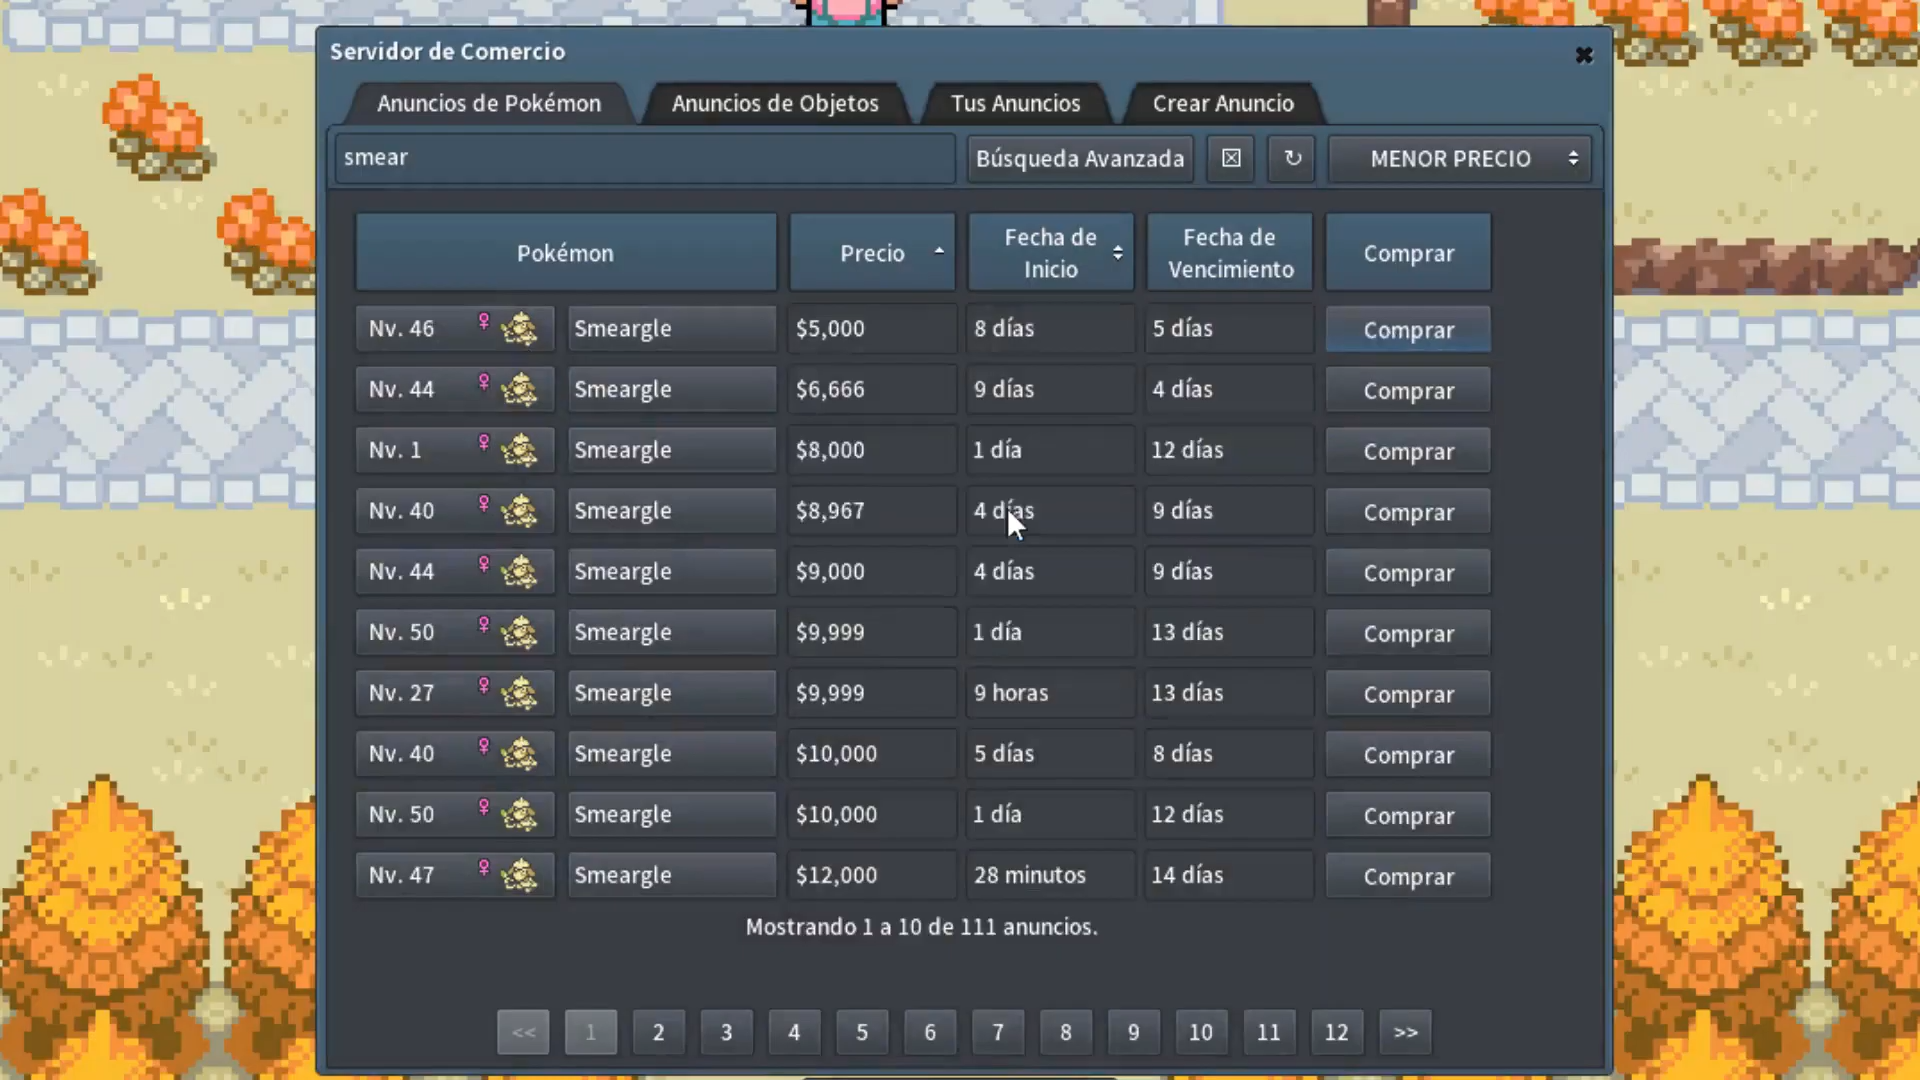 Servidor de Comercio
Anuncios de Pokémon Anuncios de Objetos Tus Anuncios Crear Anuncio
smear Búsqueda Avanzada MENOR PRECIO
Pokémon Precio Fecha de Inicio Fecha de Vencimiento Comprar
Nv. 46 ♀ Smeargle $5,000 8 días 5 días Comprar
Nv. 44 ♀ Smeargle $6,666 9 días 4 días Comprar
Nv. 1 ♀ Smeargle $8,000 1 día 12 días Comprar
Nv. 40 ♀ Smeargle $8,967 4 días 9 días Comprar
Nv. 44 ♀ Smeargle $9,000 4 días 9 días Comprar
Nv. 50 ♀ Smeargle $9,999 1 día 13 días Comprar
Nv. 27 ♀ Smeargle $9,999 9 horas 13 días Comprar
Nv. 40 ♀ Smeargle $10,000 5 días 8 días Comprar
Nv. 50 ♀ Smeargle $10,000 1 día 12 días Comprar
Nv. 47 ♀ Smeargle $12,000 28 minutos 14 días Comprar
Mostrando 1 a 10 de 111 anuncios.
<< 1 2 3 4 5 6 7 8 9 10 11 12 >>